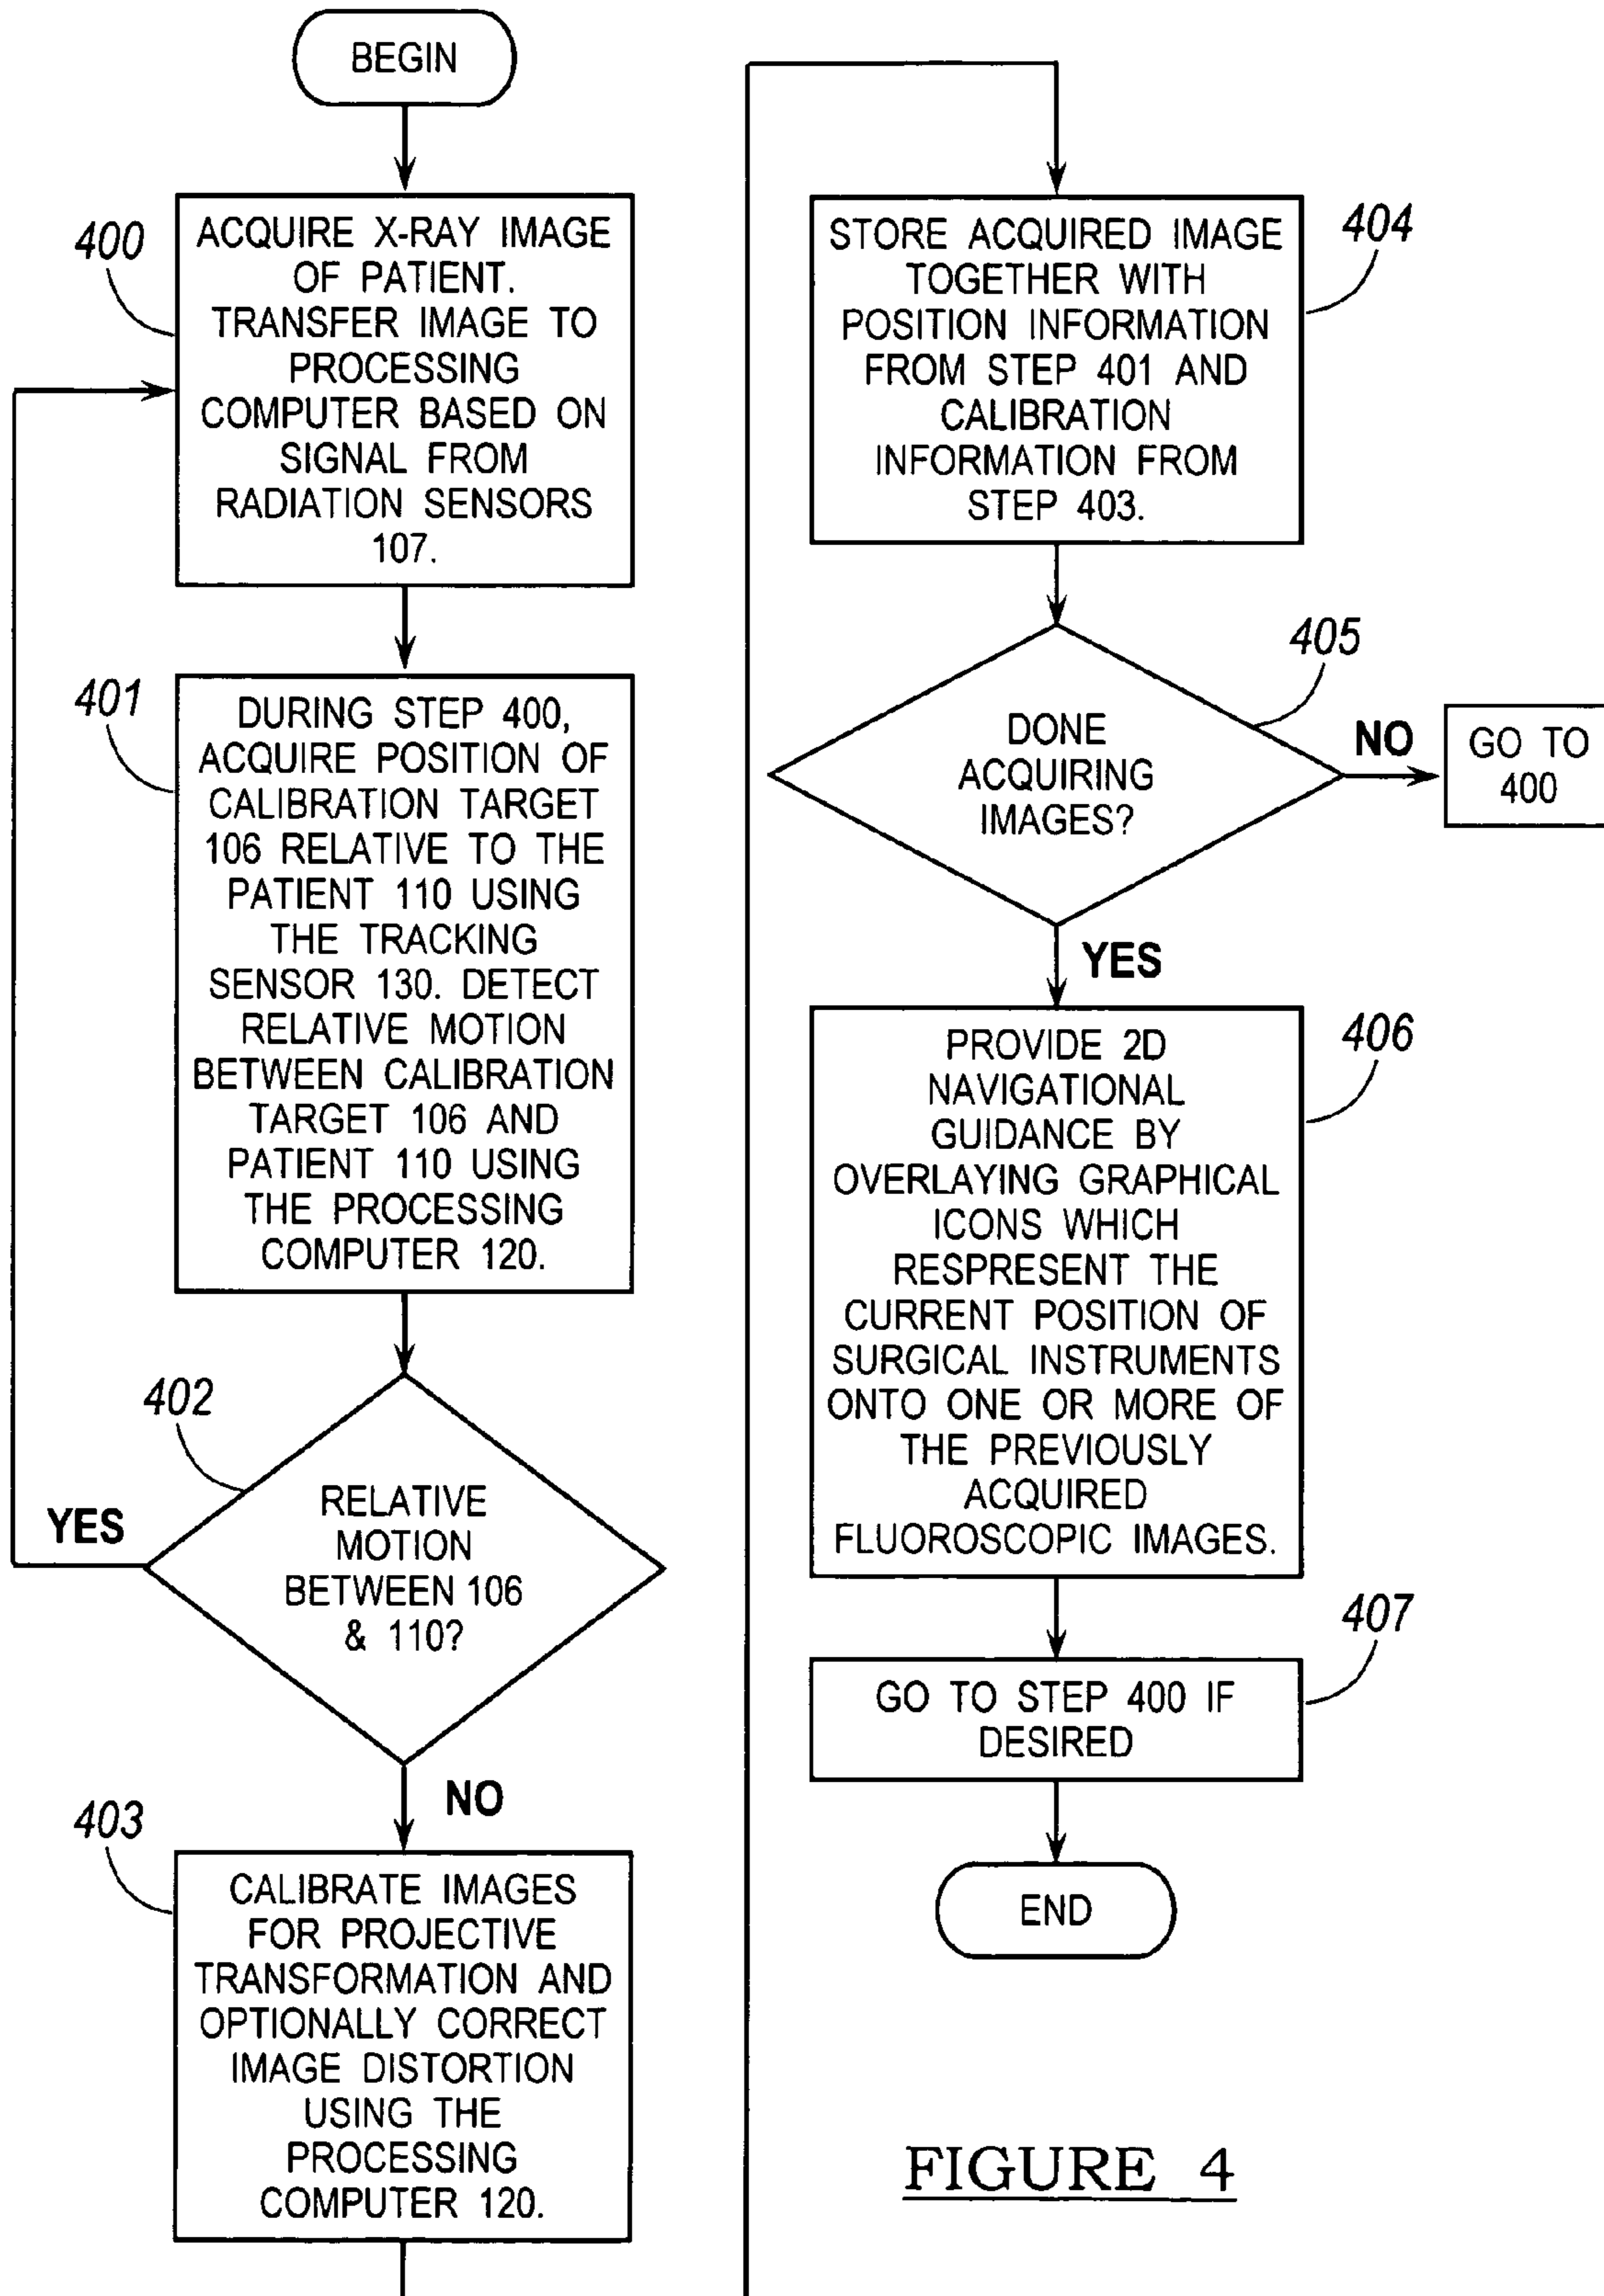 BEGIN
400
ACQUIRE X-RAY IMAGE
OF PATIENT.
TRANSFER IMAGE TO
PROCESSING
COMPUTER BASED ON
SIGNAL FROM
RADIATION SENSORS
107.
401
DURING STEP 400,
ACQUIRE POSITION OF
CALIBRATION TARGET
106 RELATIVE TO THE
PATIENT 110 USING
THE TRACKING
SENSOR 130. DETECT
RELATIVE MOTION
BETWEEN CALIBRATION
TARGET 106 AND
PATIENT 110 USING
THE PROCESSING
COMPUTER 120.
402
RELATIVE
MOTION
BETWEEN 106
& 110?
YES
NO
403
CALIBRATE IMAGES
FOR PROJECTIVE
TRANSFORMATION AND
OPTIONALLY CORRECT
IMAGE DISTORTION
USING THE
PROCESSING
COMPUTER 120.
404
STORE ACQUIRED IMAGE
TOGETHER WITH
POSITION INFORMATION
FROM STEP 401 AND
CALIBRATION
INFORMATION FROM
STEP 403.
405
DONE
ACQUIRING
IMAGES?
NO
GO TO
400
YES
406
PROVIDE 2D
NAVIGATIONAL
GUIDANCE BY
OVERLAYING GRAPHICAL
ICONS WHICH
RESPRESENT THE
CURRENT POSITION OF
SURGICAL INSTRUMENTS
ONTO ONE OR MORE OF
THE PREVIOUSLY
ACQUIRED
FLUOROSCOPIC IMAGES.
407
GO TO STEP 400 IF
DESIRED
END
FIGURE 4